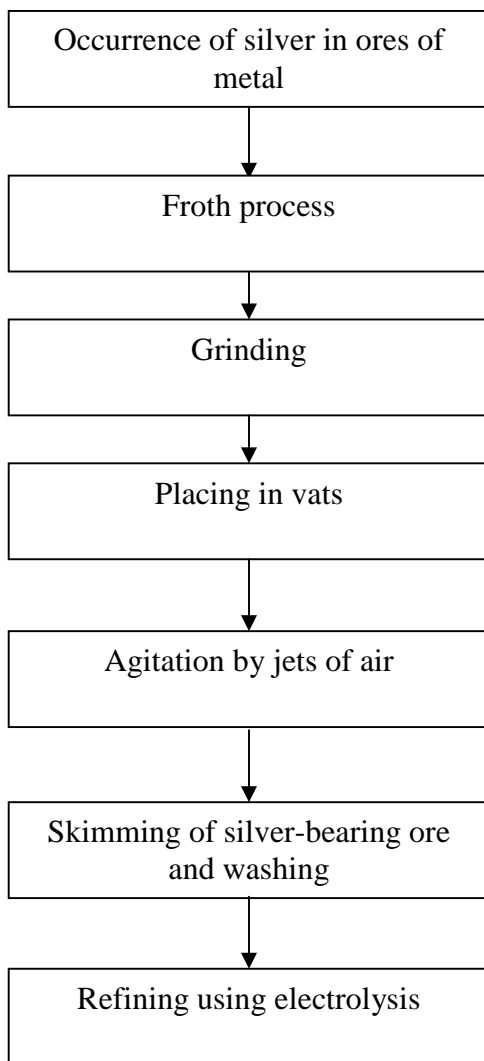 Occurrence of silver in ores of
metal
Froth process
Grinding
Placing in vats
Agitation by jets of air
Skimming of silver-bearing ore
and washing
Refining using electrolysis